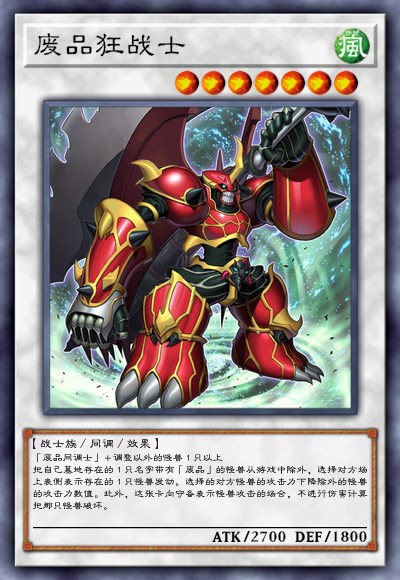 废品狂战士
風
【战士族／同调／效果】
「废品同调士」＋调整以外的怪兽1只以上
把自己墓地存在的1只名字带有「废品」的怪兽从游戏中除外，选择对方场
上表侧表示存在的1只怪兽发动。选择的对方怪兽的攻击力下降除外的怪兽
的攻击力数值。此外，这张卡向守备表示怪兽攻击的场合，不进行伤害计算
把那只怪兽破坏。
ATK/2700 DEF/1800